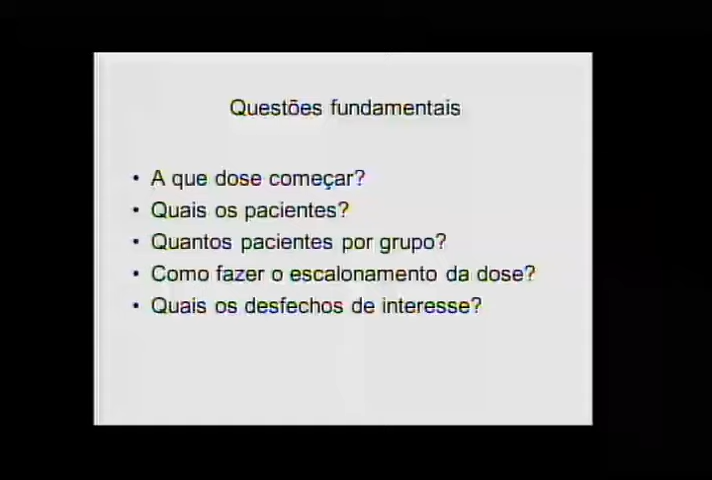 Questões fundamentais
• A que dose começar?
• Quais os pacientes?
• Quantos pacientes por grupo?
• Como fazer o escalonamento da dose?
• Quais os desfechos de interesse?